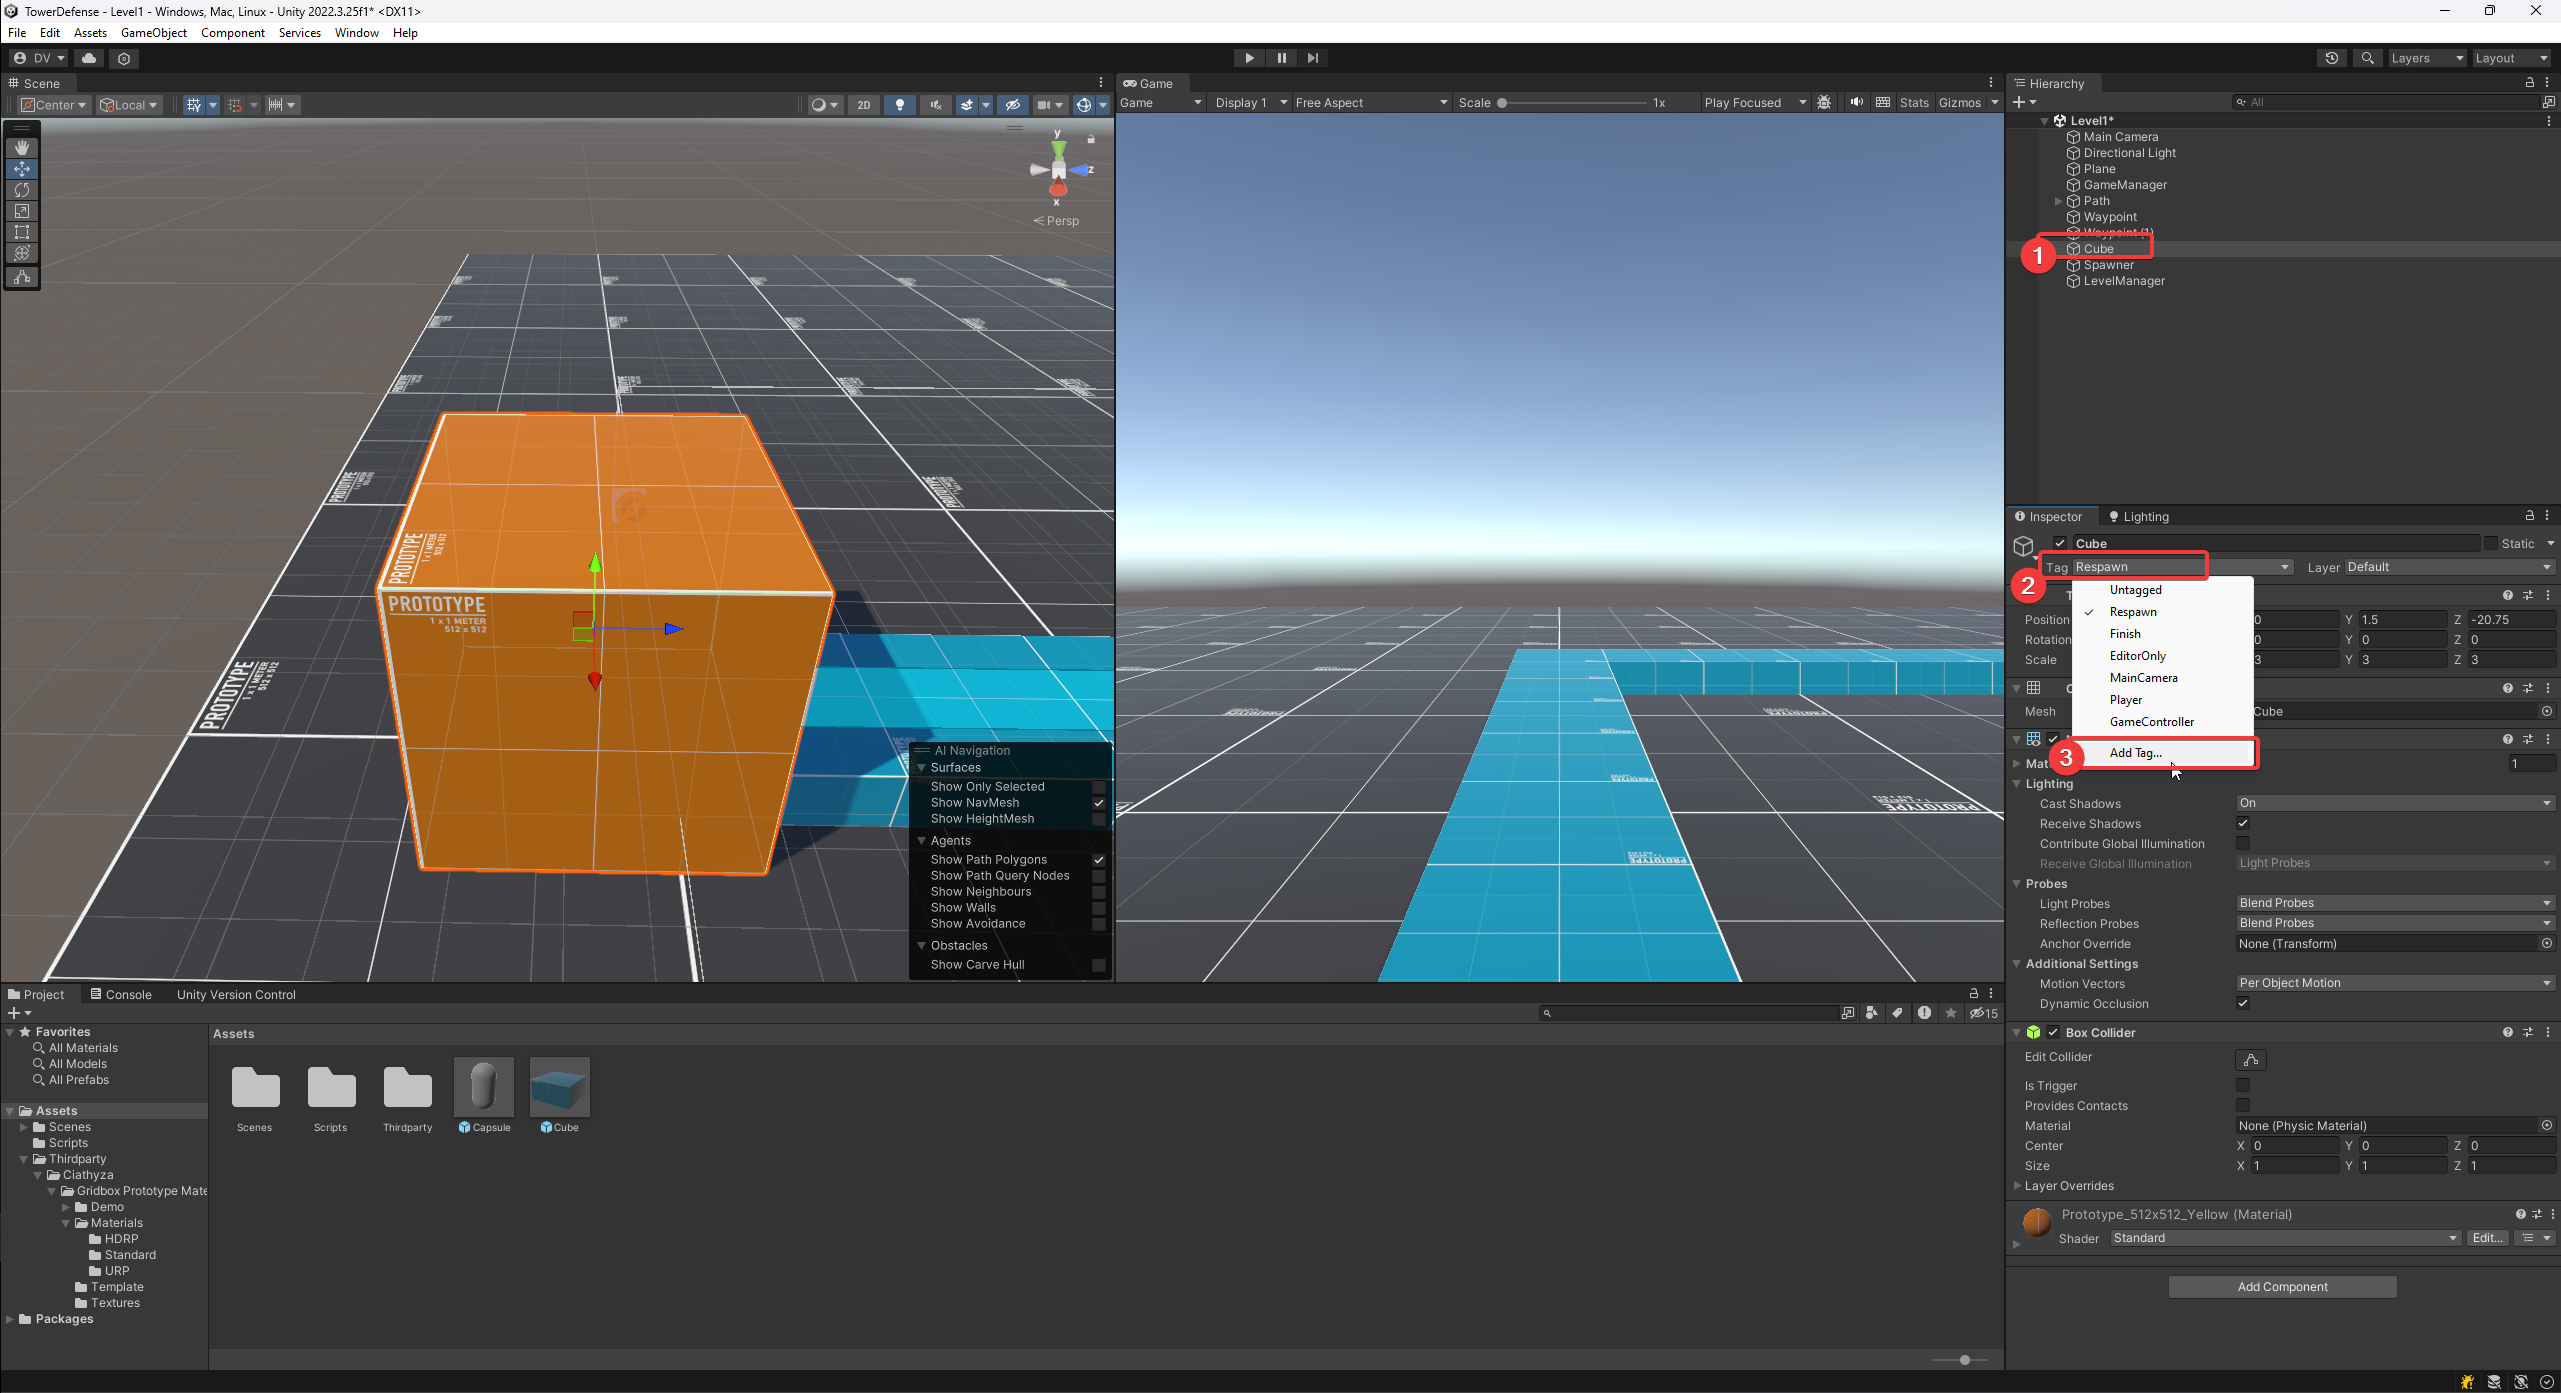 TowerDefense - Level1 - Windows, Mac, Linux - Unity 2022.3.25f1* <DX11>
File Edit Assets GameObject Component Services Window Help
DV
Layers
Layout
Scene
Center
Local
2D
y
z
x
Persp
PROTOTYPE
1 x 1 METER
512 x 512
PROTOTYPE
1 x 1 METER
512 x 512
PROTOTYPE
1 x 1 METER
512 x 512
PROTOTYPE
PROTOTYPE
AI Navigation
Surfaces
Show Only Selected
Show NavMesh
Show HeightMesh
Agents
Show Path Polygons
Show Path Query Nodes
Show Neighbours
Show Walls
Show Avoidance
Obstacles
Show Carve Hull
Game
Game
Display 1
Free Aspect
Scale
1x
Play Focused
Stats
Gizmos
Hierarchy
All
Level1*
Main Camera
Directional Light
Plane
GameManager
Path
Waypoint
Waypoint (1)
1
Cube
Spawner
LevelManager
Inspector
Lighting
Cube
Static
2
Tag Respawn
Layer Default
Untagged
Respawn
Finish
EditorOnly
MainCamera
Player
GameController
3
Add Tag...
Position 0 Y 1.5 Z -20.75
Rotation 0 Y 0 Z 0
Scale 3 Y 3 Z 3
Mesh Cube
Mat 1
Lighting
Cast Shadows On
Receive Shadows
Contribute Global Illumination
Receive Global Illumination Light Probes
Probes
Light Probes Blend Probes
Reflection Probes Blend Probes
Anchor Override None (Transform)
Additional Settings
Motion Vectors Per Object Motion
Dynamic Occlusion
Box Collider
Edit Collider
Is Trigger
Provides Contacts
Material None (Physic Material)
Center X 0 Y 0 Z 0
Size X 1 Y 1 Z 1
Layer Overrides
Prototype_512x512_Yellow (Material)
Shader Standard Edit...
Add Component
Project
Console
Unity Version Control
15
Favorites
All Materials
All Models
All Prefabs
Assets
Scenes
Scripts
Thirdparty
Ciathyza
Gridbox Prototype Mate
Demo
Materials
HDRP
Standard
URP
Template
Textures
Packages
Assets
Scenes
Scripts
Thirdparty
Capsule
Cube